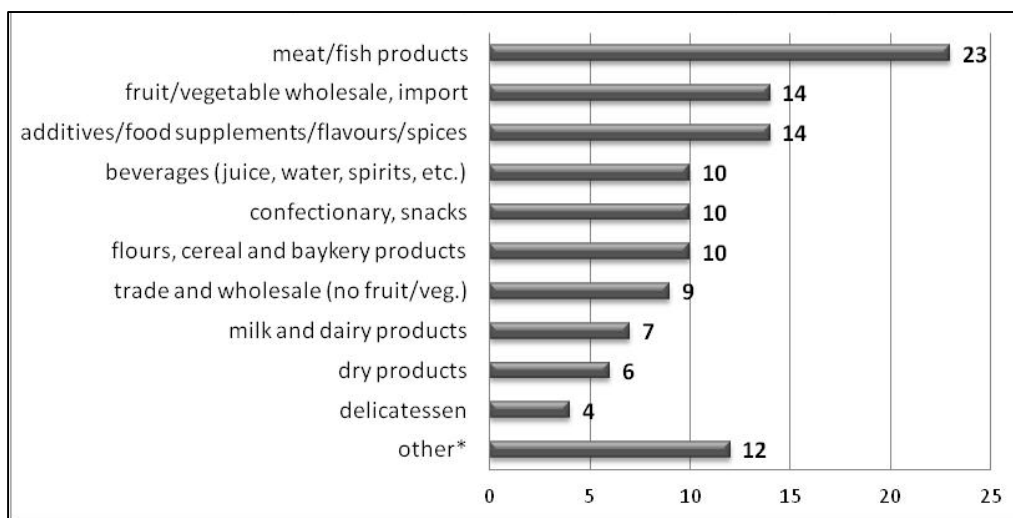 meat/fish products 23
fruit/vegetable wholesale, import 14
additives/food supplements/flavours/spices 14
beverages (juice, water, spirits, etc.) 10
confectionary, snacks 10
flours, cereal and baykery products 10
trade and wholesale (no fruit/veg.) 9
milk and dairy products 7
dry products 6
delicatessen 4
other* 12
0 5 10 15 20 25